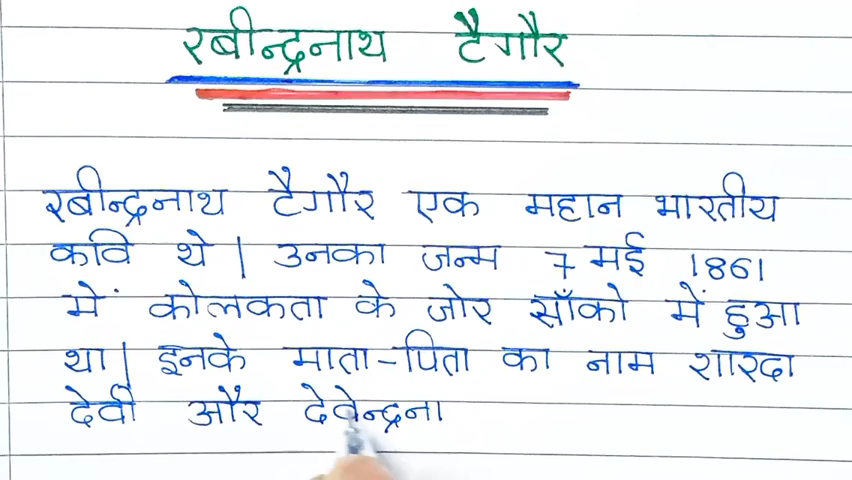 रबीन्द्रनाथ टैगौर
रबीन्द्रनाथ टैगौर एक महान भारतीय
कवि थे| उनका जन्म 7 मई 1861
में कोलकता के जोर साँको में हुआ
था| इनके माता-पिता का नाम शारदा
देवी और देवेन्द्रना